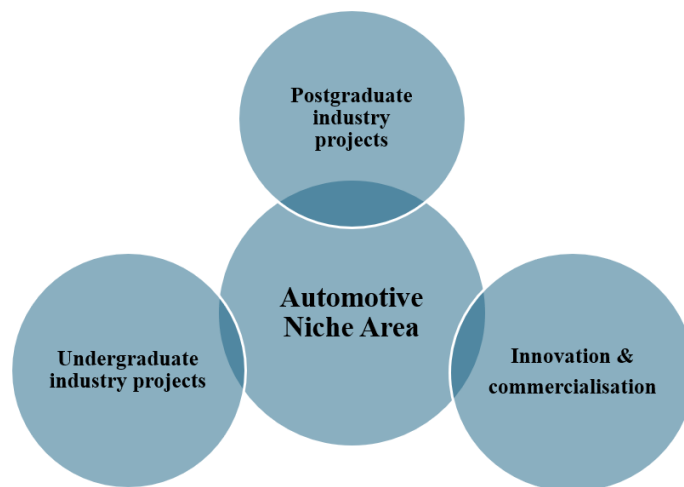 Postgraduate
industry
projects
Automotive
Niche Area
Undergraduate
industry projects
Innovation &
commercialisation